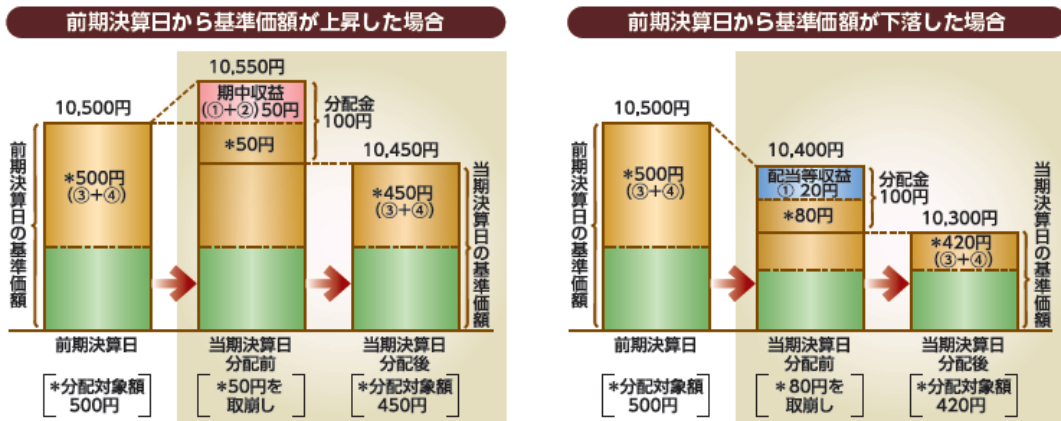 前期決算日から基準価額が上昇した場合
10,550円
10,500円
期中収益
(①+②)50円
分配金
100円
*50円
10,450円
*500円
(③+④)
*450円
(③+④)
前期決算日の基準価額
当期決算日の基準価額
前期決算日
当期決算日
分配前
当期決算日
分配後
*分配対象額
500円
*50円を
取崩し
*分配対象額
450円
前期決算日から基準価額が下落した場合
10,500円
10,400円
配当等収益
① 20円
分配金
100円
*80円
10,300円
*500円
(③+④)
*420円
(③+④)
前期決算日の基準価額
当期決算日の基準価額
前期決算日
当期決算日
分配前
当期決算日
分配後
*分配対象額
500円
*80円を
取崩し
*分配対象額
420円